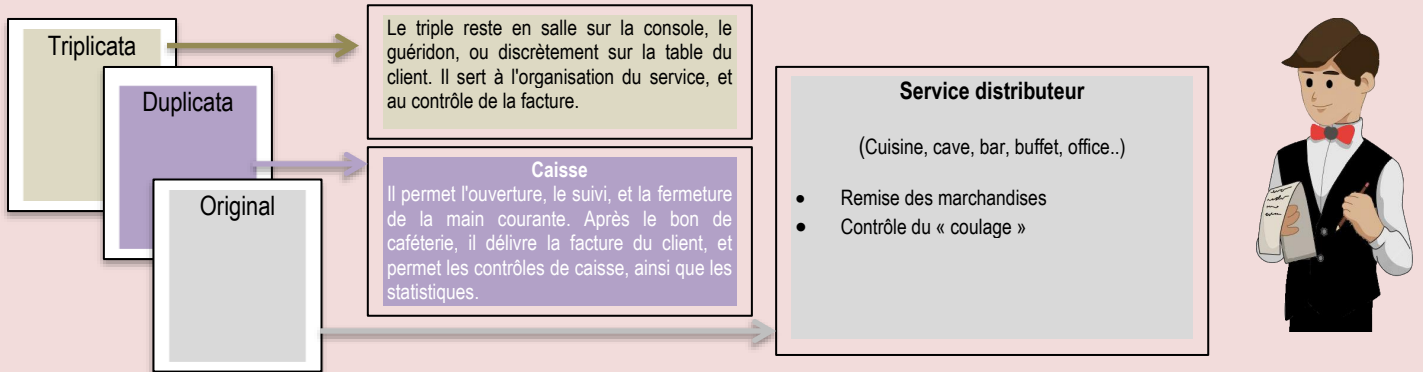 Triplicata
Le triple reste en salle sur la console, le
guéridon, ou discrètement sur la table du
client. Il sert à l'organisation du service, et
au contrôle de la facture.
Duplicata
Caisse
Il permet l'ouverture, le suivi, et la fermeture
de la main courante. Après le bon de
caféterie, il délivre la facture du client, et
permet les contrôles de caisse, ainsi que les
statistiques.
Original
Service distributeur
(Cuisine, cave, bar, buffet, office..)
• Remise des marchandises
• Contrôle du « coulage »